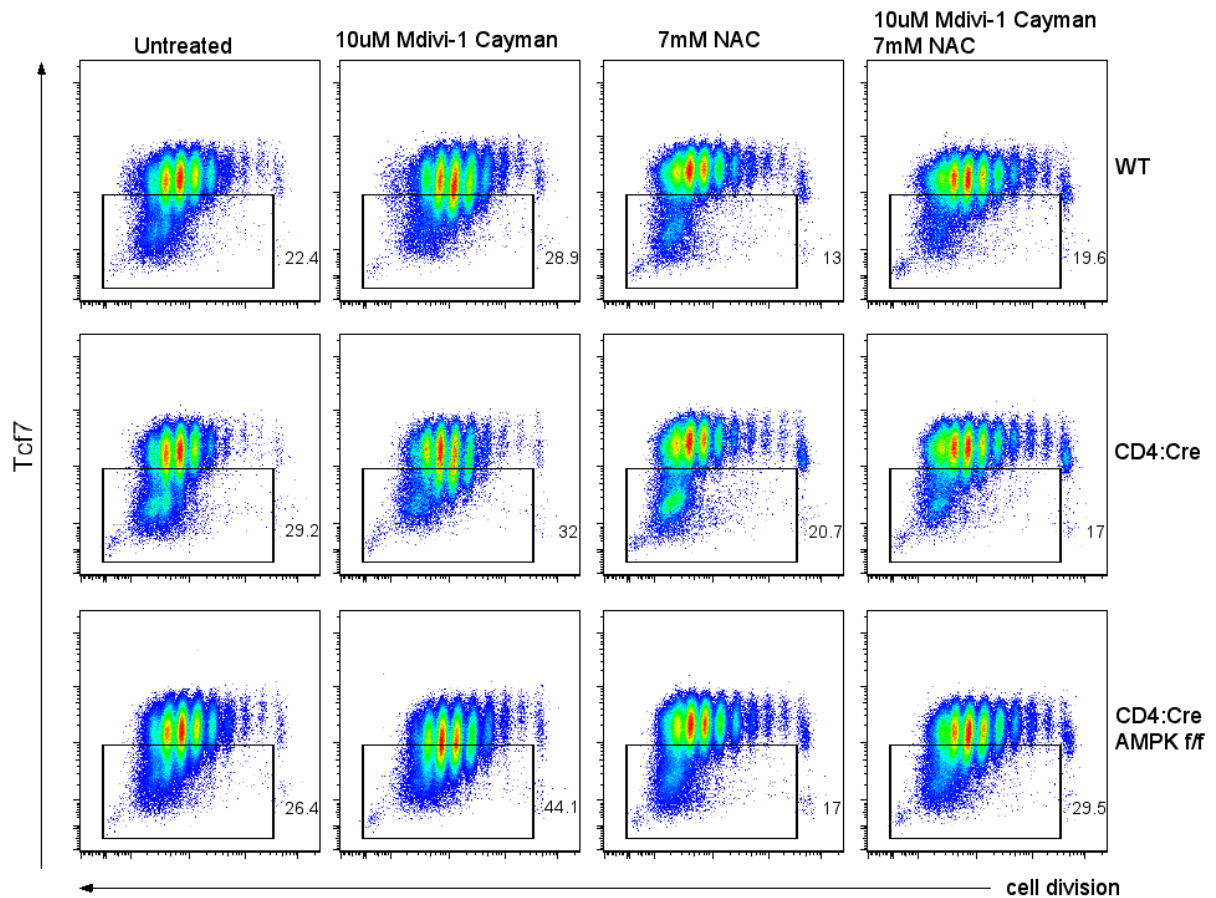 Untreated
10uM Mdivi-1 Cayman
7mM NAC
10uM Mdivi-1 Cayman
7mM NAC
22.4
28.9
13
19.6
WT
Tcf7
29.2
32
20.7
17
CD4:Cre
26.4
44.1
17
29.5
CD4:Cre
AMPK f/f
cell division